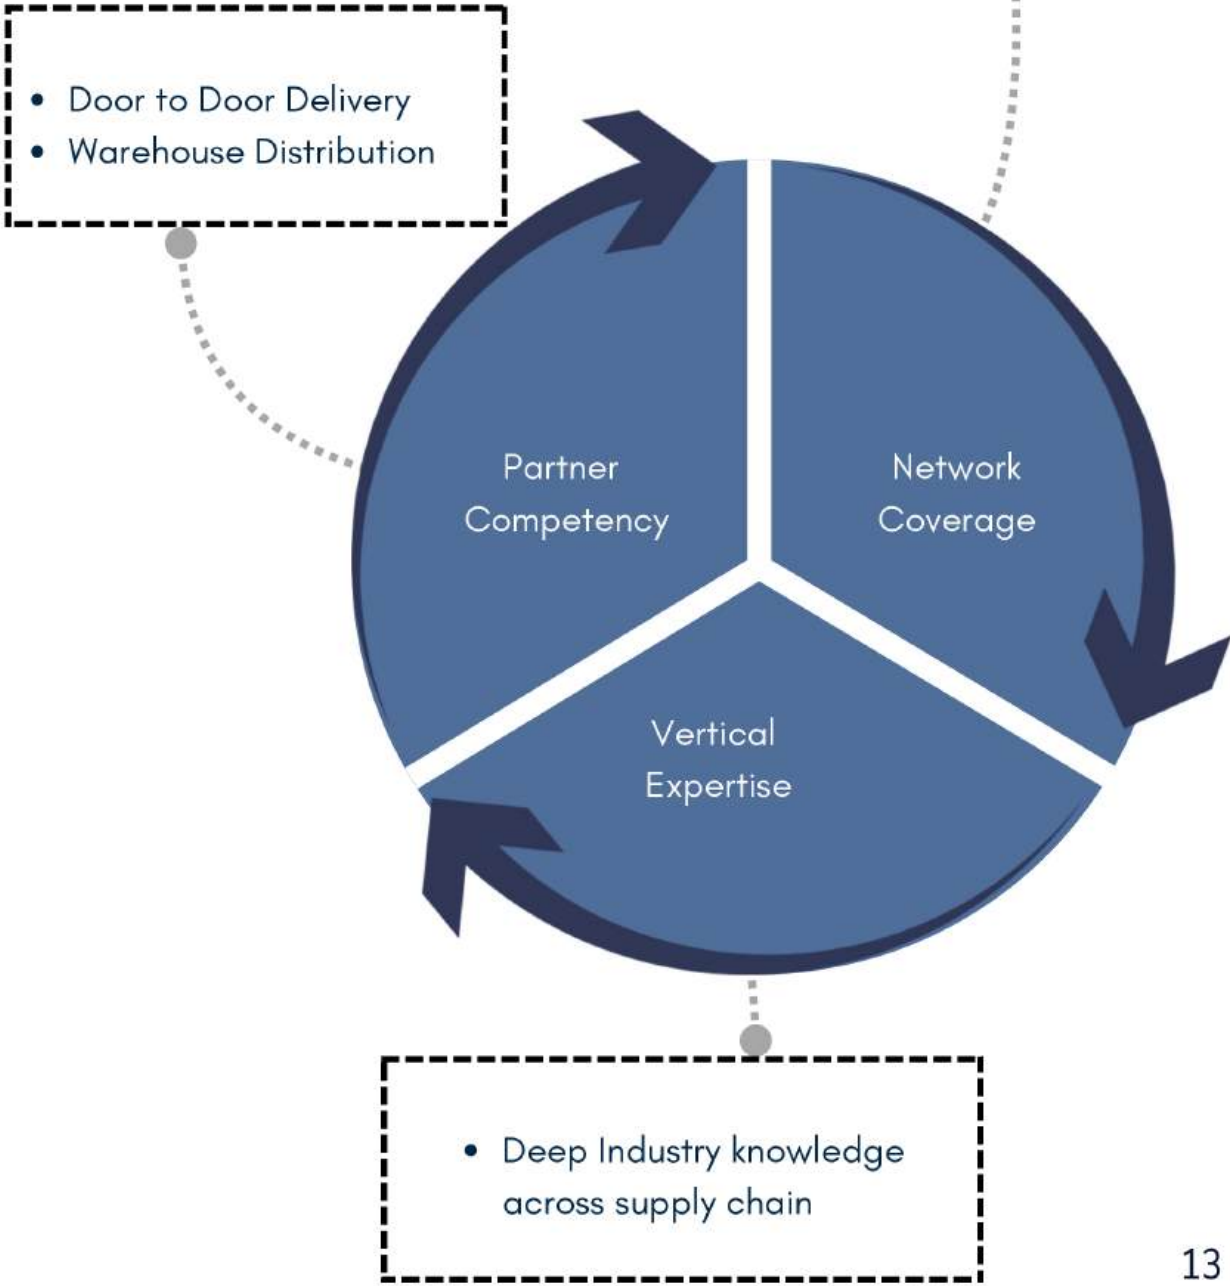 • Door to Door Delivery
• Warehouse Distribution
Partner
Competency
Network
Coverage
Vertical
Expertise
• Deep Industry knowledge
across supply chain
13